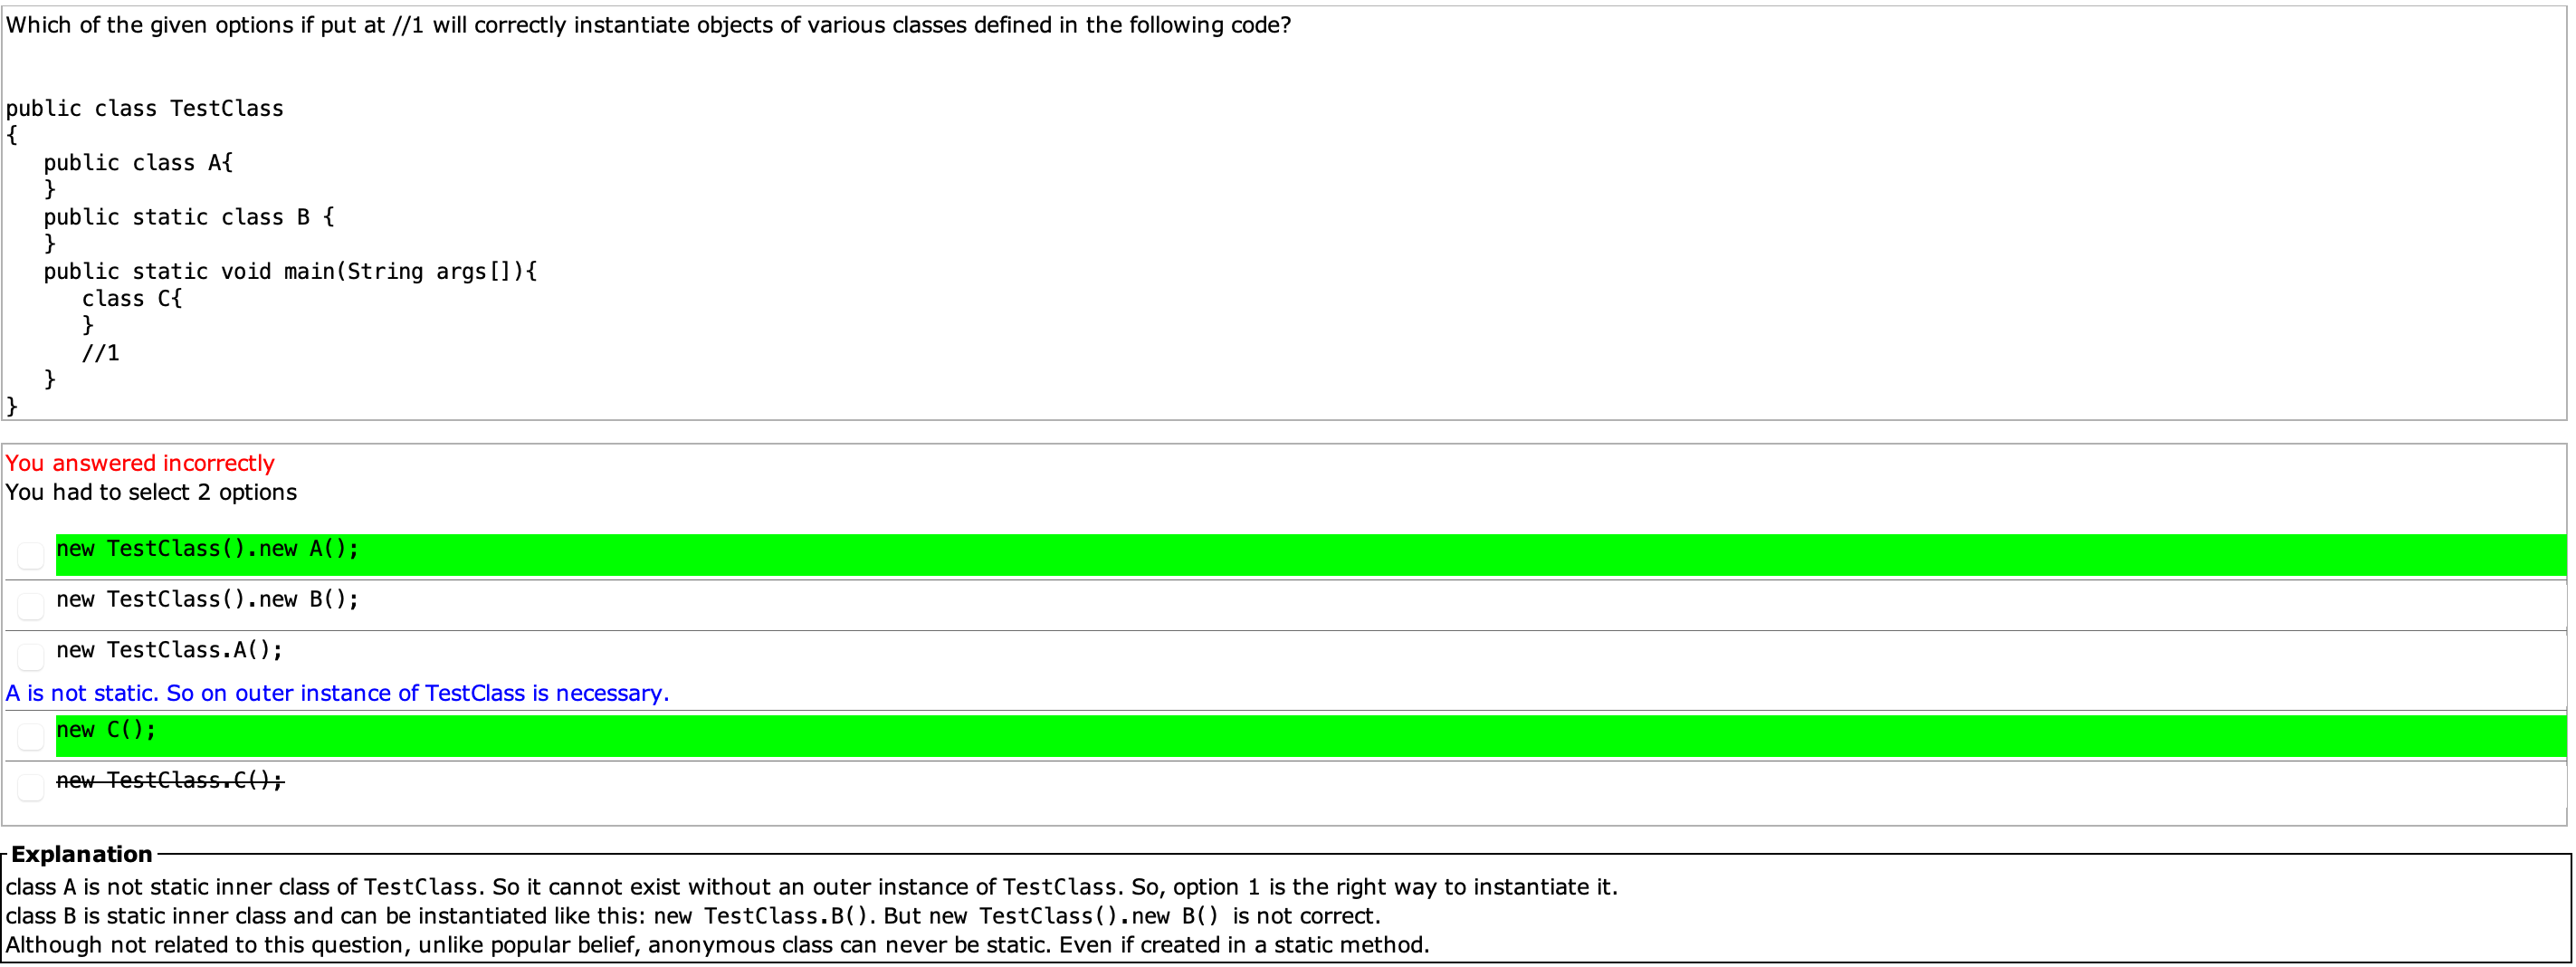 Which of the given options if put at //1 will correctly instantiate objects of various classes defined in the following code?
public class TestClass
{
   public class A{
   }
   public static class B {
   }
   public static void main(String args[]){
      class C{
      }
      //1
   }
}
You answered incorrectly
You had to select 2 options
new TestClass().new A();
new TestClass().new B();
new TestClass.A();
A is not static. So on outer instance of TestClass is necessary.
new C();
new TestClass.C();
Explanation
class A is not static inner class of TestClass. So it cannot exist without an outer instance of TestClass. So, option 1 is the right way to instantiate it.
class B is static inner class and can be instantiated like this: new TestClass.B(). But new TestClass().new B() is not correct.
Although not related to this question, unlike popular belief, anonymous class can never be static. Even if created in a static method.